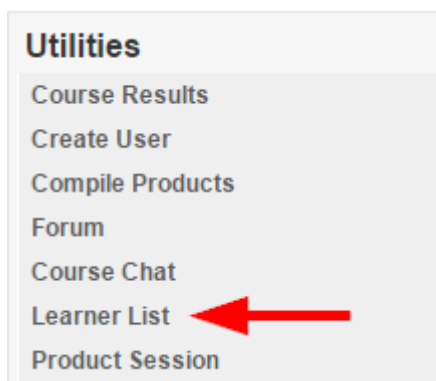 Utilities
Course Results
Create User
Compile Products
Forum
Course Chat
Learner List
Product Session